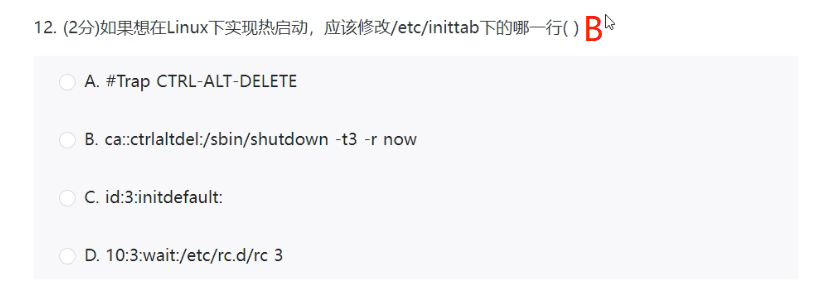 12. (2分)如果想在Linux下实现热启动，应该修改/etc/inittab下的哪一行( ) B
A. #Trap CTRL-ALT-DELETE
B. ca::ctrlaltdel:/sbin/shutdown -t3 -r now
C. id:3:initdefault:
D. 10:3:wait:/etc/rc.d/rc 3